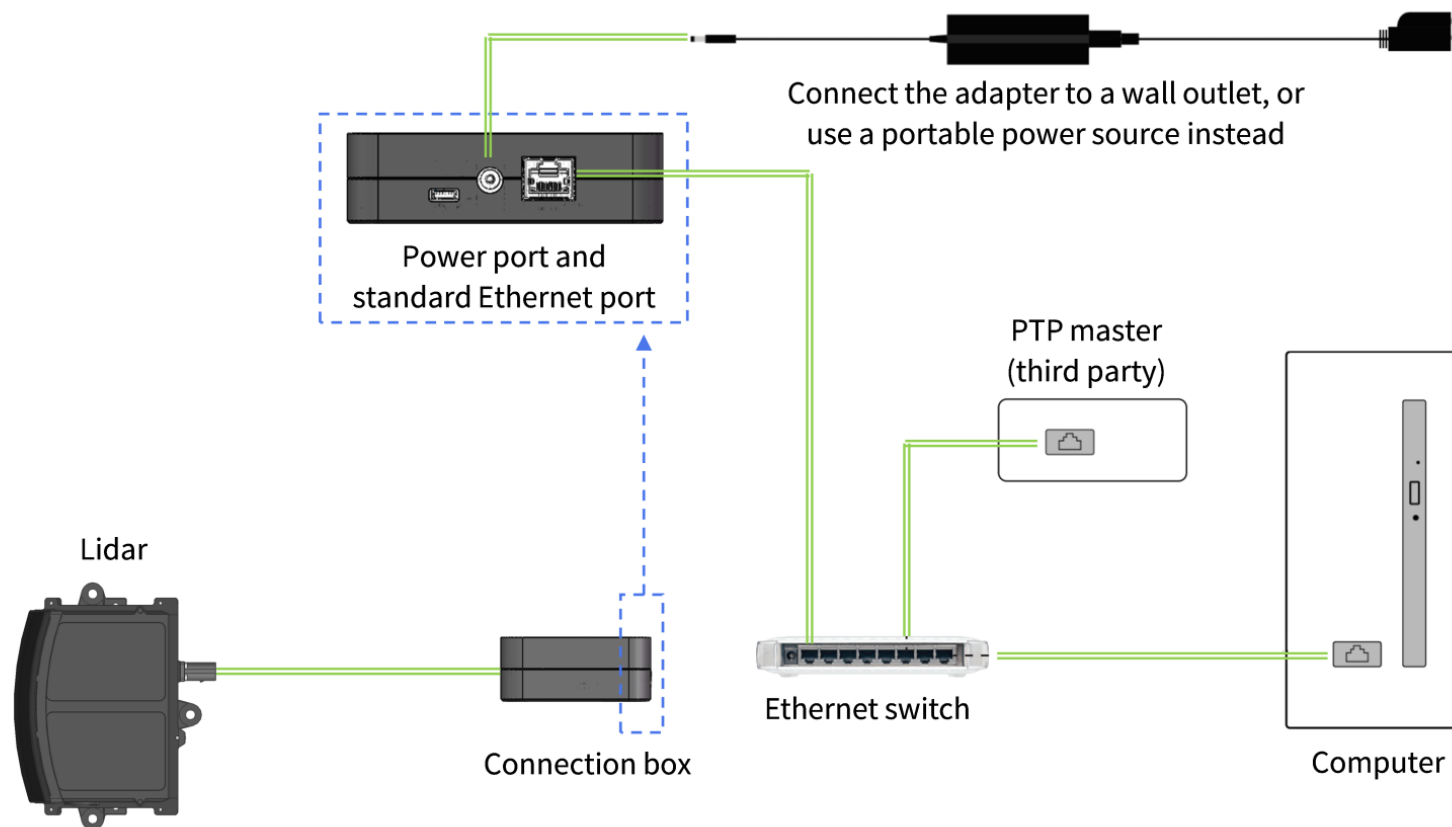 Connect the adapter to a wall outlet, or
use a portable power source instead
Power port and
standard Ethernet port
PTP master
(third party)
Lidar
Ethernet switch
Connection box
Computer